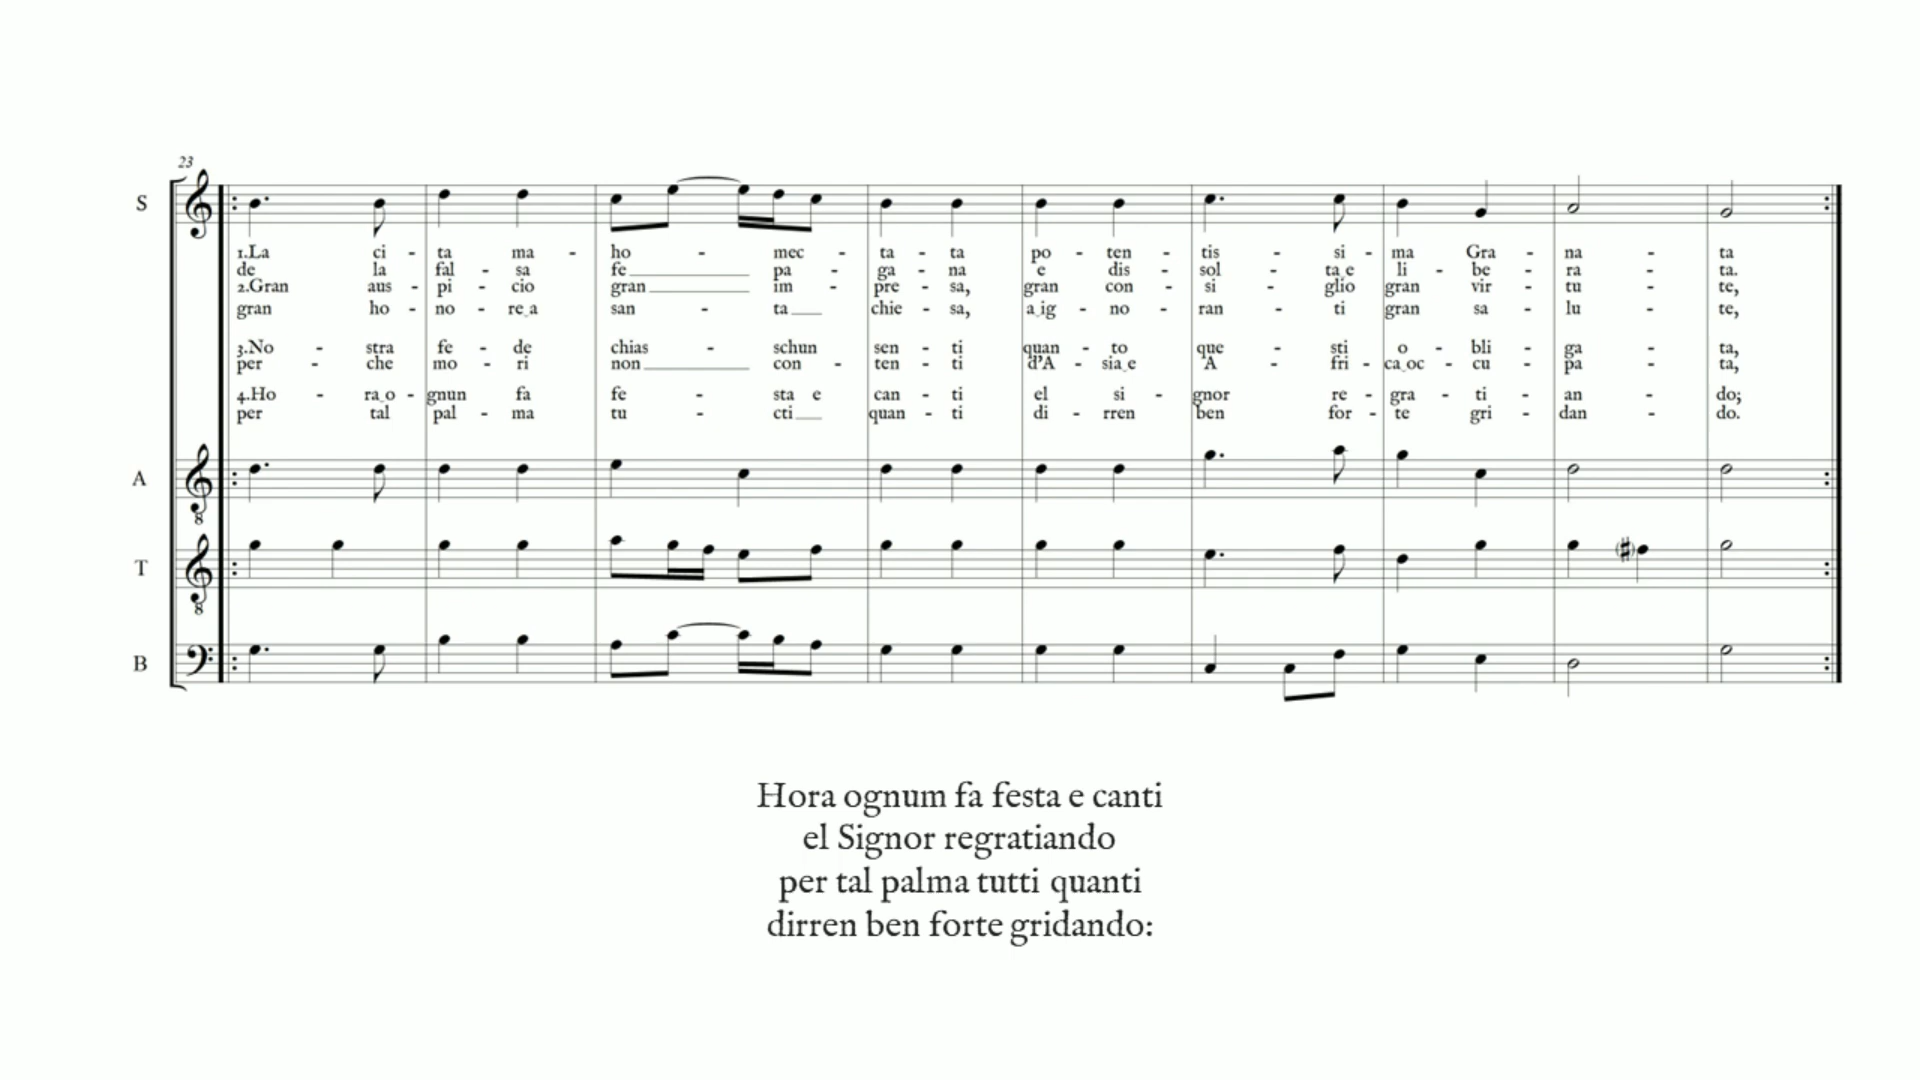 23
S
1.La ci - ta ma - ho - mec - ta - ta po - ten - tis - si - ma Gra - na - ta
de la fal - sa fe pa - ga - na e dis - sol - ta e li - be - ra - ta.
2.Gran aus - pi - cio gran im - pre - sa, gran con - si - glio gran vir - tu - te,
gran ho - no - re a san - ta chie - sa, a ig - no - ran - ti gran sa - lu - te,
3.No - stra fe - de chias - schun sen - ti quan - to que - sti o - bli - ga - ta,
per - che mo - ri non con - ten - ti d'A - sia e A - fri - ca oc - cu - pa - ta,
4.Ho - ra o - gnun fa fe - sta e can - ti el si - gnor re - gra - ti - an - do;
per tal pal - ma tu - cti quan - ti di - rren ben for - te gri - dan - do.
A
8
T
8
B
Hora ognum fa festa e canti
el Signor regratiando
per tal palma tutti quanti
dirren ben forte gridando: